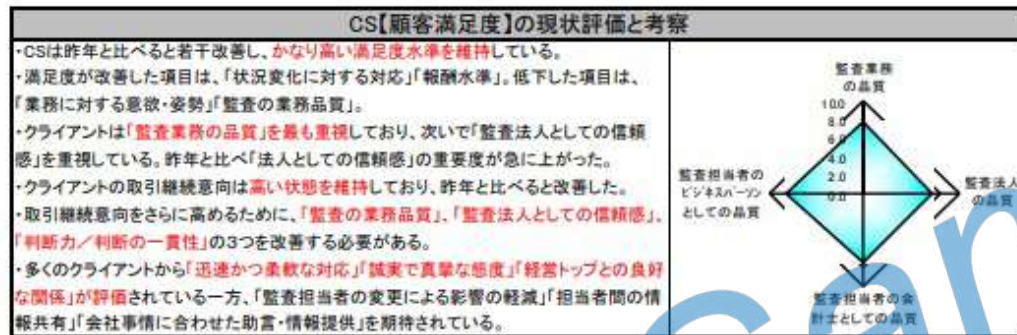 CS【顧客満足度】の現状評価と考察
・CSは昨年と比べると若干改善し、かなり高い満足度水準を維持している。
・満足度が改善した項目は、「状況変化に対する対応」「報酬水準」。低下した項目は、
「業務に対する意欲・姿勢」「監査の業務品質」。
・クライアントは「監査業務の品質」を最も重視しており、次いで「監査法人としての信頼
感」を重視している。昨年と比べ「法人としての信頼感」の重要度が急に上がった。
・クライアントの取引継続意向は高い状態を維持しており、昨年と比べると改善した。
・取引継続意向をさらに高めるために、「監査の業務品質」、「監査法人としての信頼感」、
「判断力／判断の一貫性」の3つを改善する必要がある。
・多くのクライアントから「迅速かつ柔軟な対応」「誠実で真摯な態度」「経営トップとの良好
な関係」が評価されている一方、「監査担当者の変更による影響の軽減」「担当者間の情
報共有」「会社事情に合わせた助言・情報提供」を期待されている。
監査業務
の品質
10.0
8.0
6.0
4.0
2.0
0.0
監査担当者の
ビジネスパーソン
としての品質
監査法人
の品質
監査担当者の会
計士としての品質